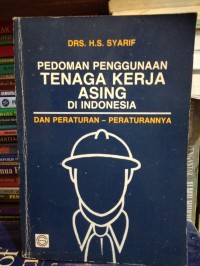 DRS. H.S. SYARIF
PEDOMAN PENGGUNAAN
TENAGA KERJA
ASING
DI INDONESIA
DAN PERATURAN – PERATURANNYA